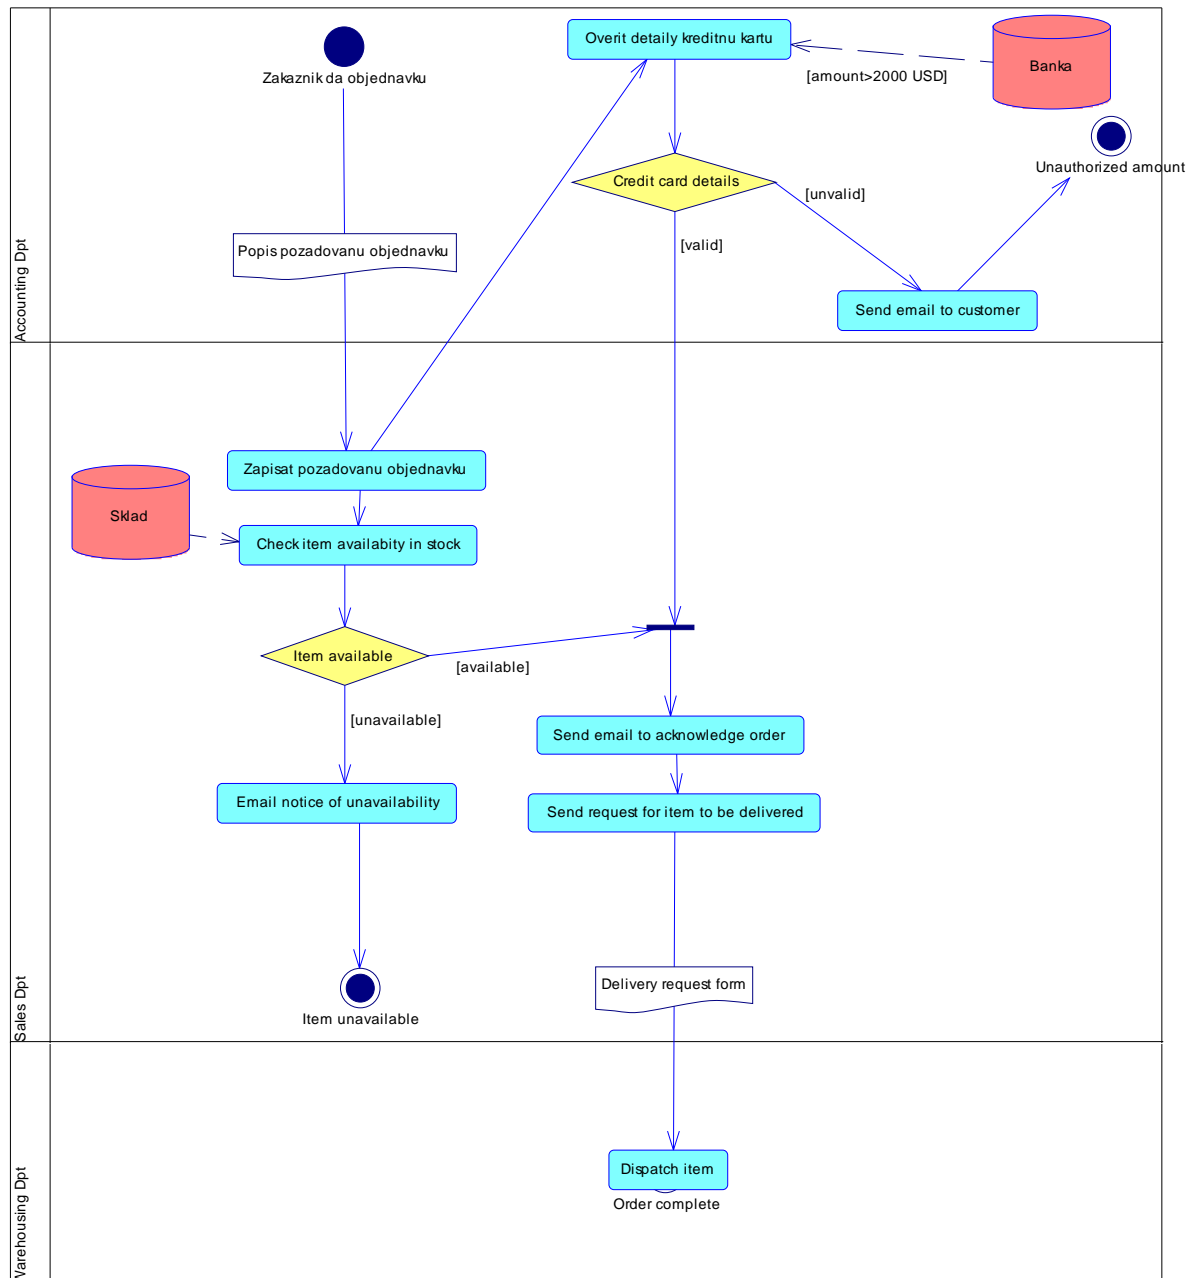 Accounting Dpt
Zakaznik da objednavku
Overit detaily kreditnu kartu
[amount>2000 USD]
Banka
Unauthorized amount
Credit card details
[unvalid]
[valid]
Popis pozadovanu objednavku
Send email to customer
Sales Dpt
Zapisat pozadovanu objednavku
Sklad
Check item availabity in stock
Item available
[available]
[unavailable]
Send email to acknowledge order
Email notice of unavailability
Send request for item to be delivered
Delivery request form
Item unavailable
Warehousing Dpt
Dispatch item
Order complete